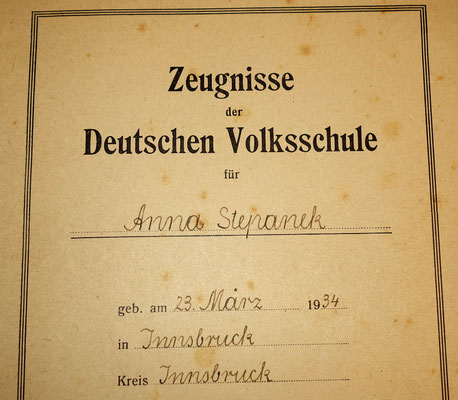 Zeugnisse
der
Deutschen Volksschule
für
Anna Stepanek
geb. am 23. März 1934
in Innsbruck
Kreis Innsbruck